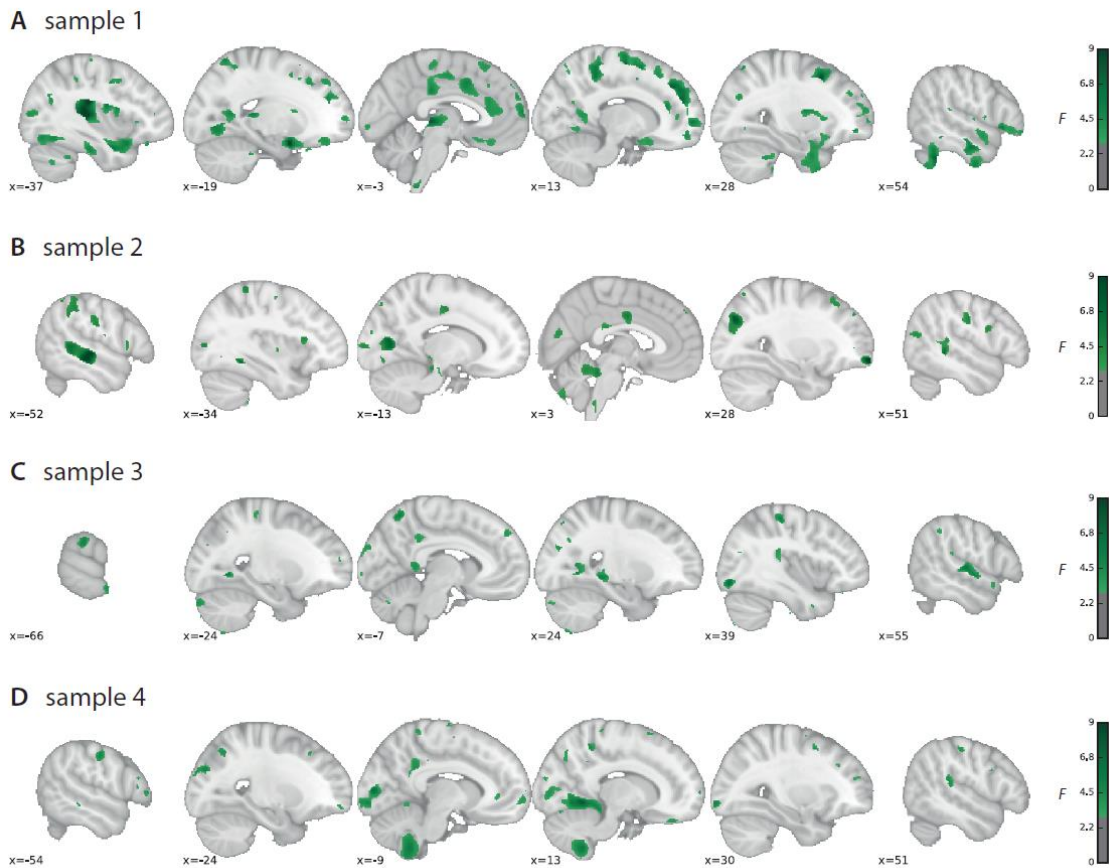 A sample 1
x=-37 x=-19 x=-3 x=13 x=28 x=54
F
9
6.8
4.5
2.2
0
B sample 2
x=-52 x=-34 x=-13 x=3 x=28 x=51
F
9
6.8
4.5
2.2
0
C sample 3
x=-66 x=-24 x=-7 x=24 x=39 x=55
F
9
6.8
4.5
2.2
0
D sample 4
x=-54 x=-24 x=-9 x=13 x=30 x=51
F
9
6.8
4.5
2.2
0